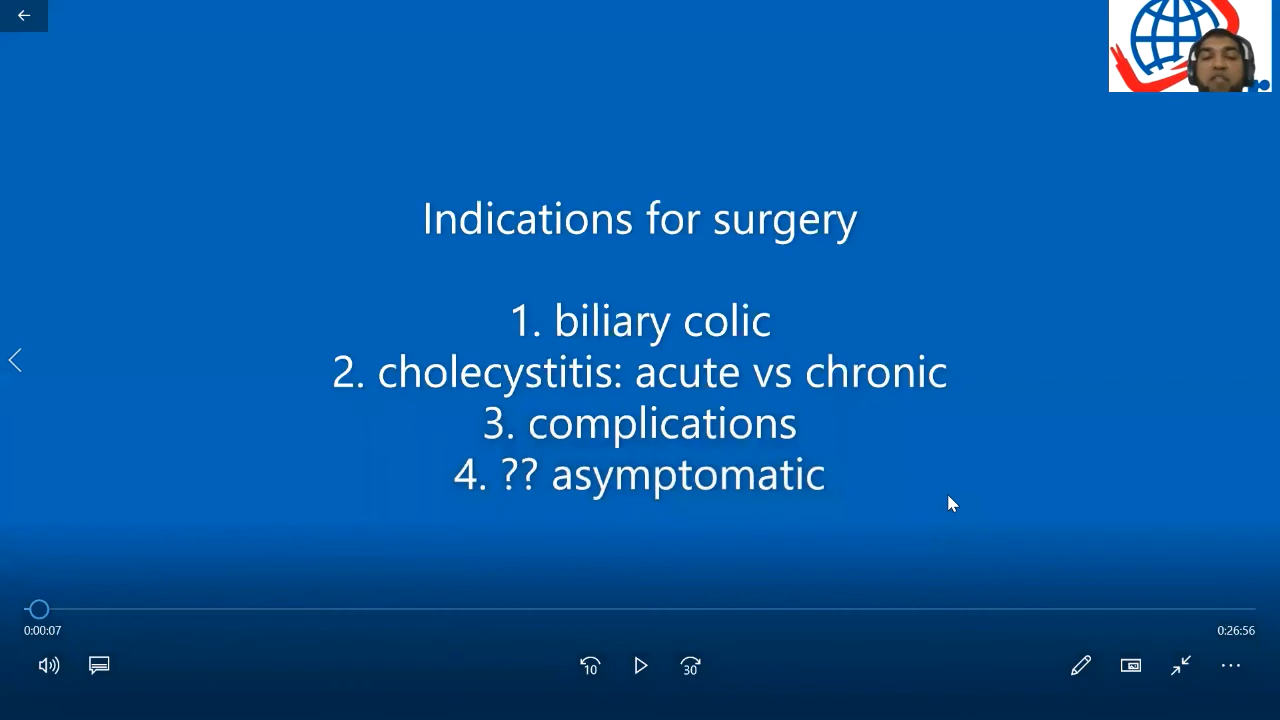 Indications for surgery
1. biliary colic
2. cholecystitis: acute vs chronic
3. complications
4. ?? asymptomatic
0:00:07
0:26:56
10
30